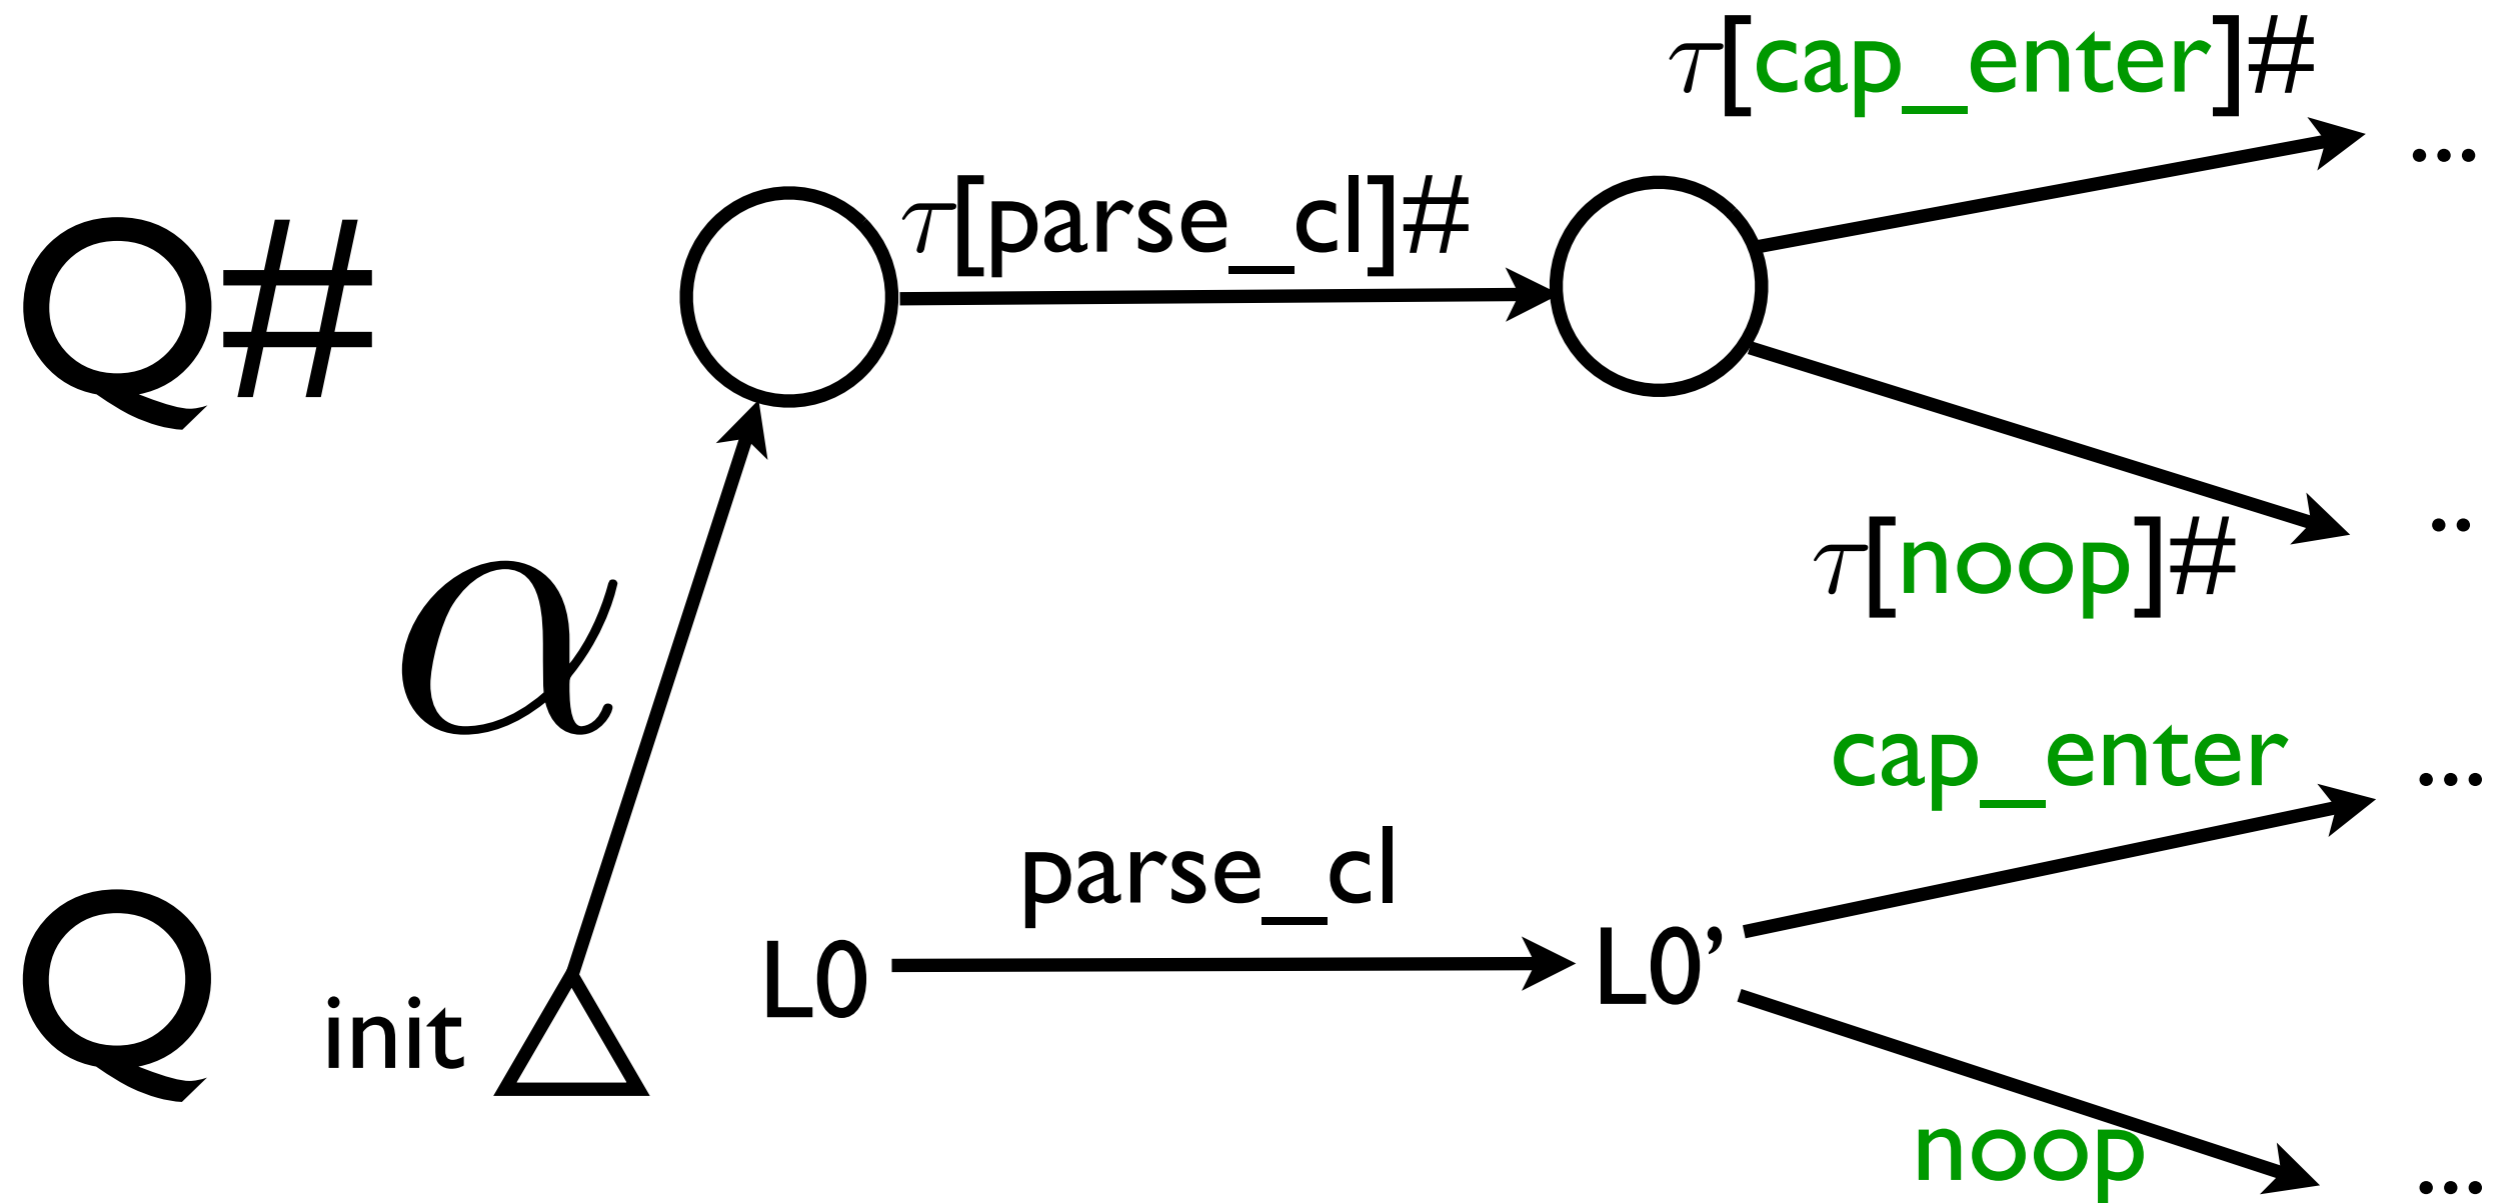 τ[cap_enter]#
...
τ[parse_cl]#
Q#
..
τ[noop]#
α
cap_enter
...
parse_cl
L0
L0’
Q
init
noop
...